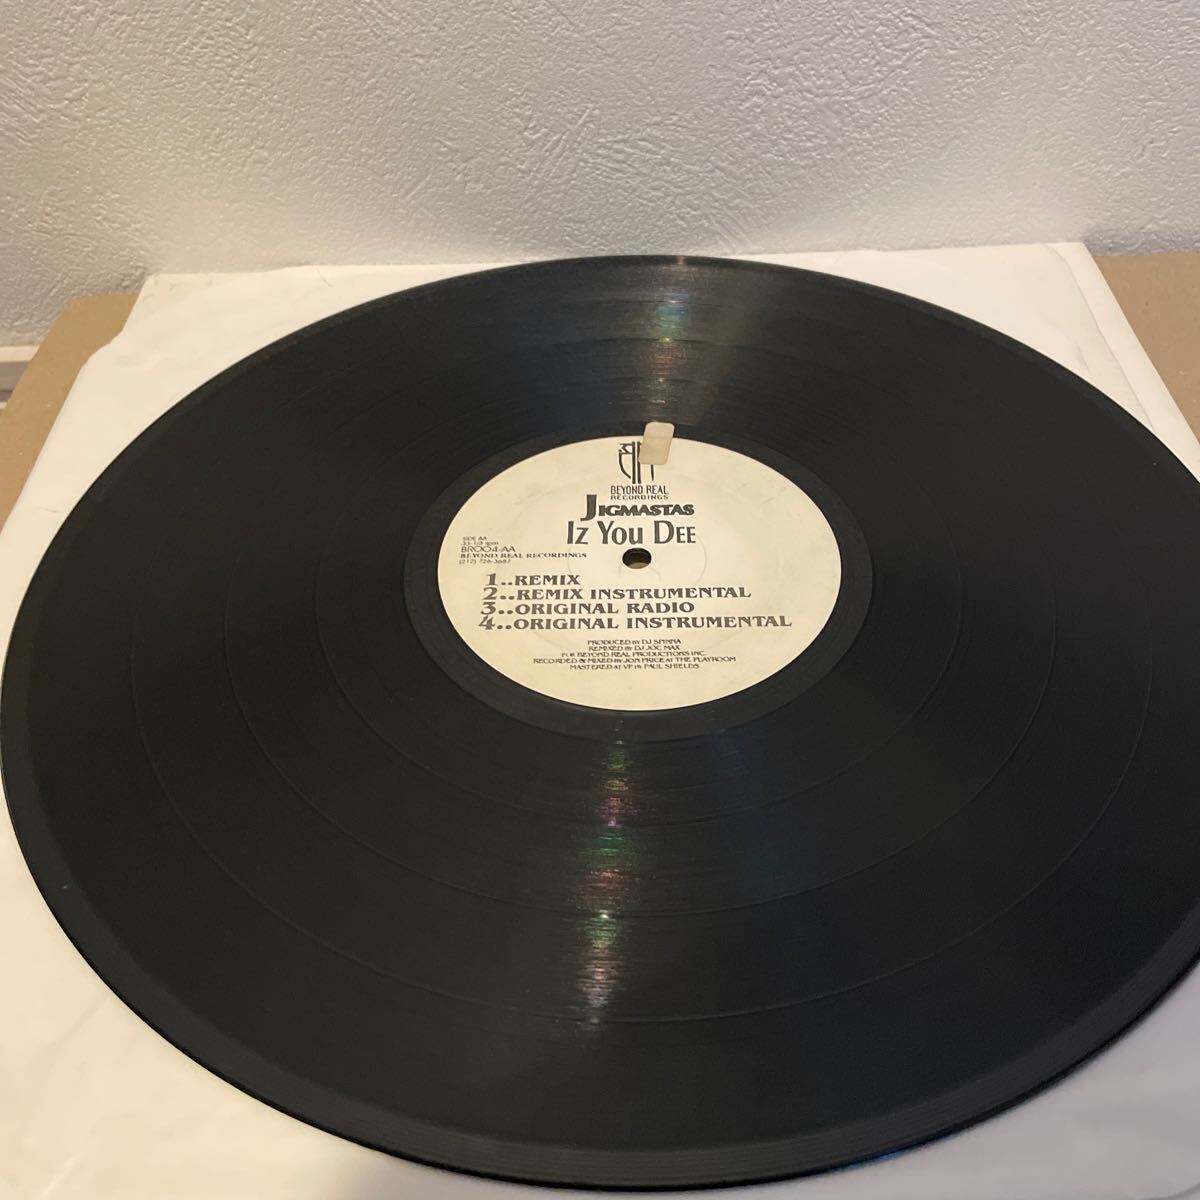 BEYOND REAL
RECORDINGS
JIGMASTAS
IZ YOU DEE
SIDE AA
33 1/3 rpm
BR004-AA
BEYOND REAL RECORDINGS
(212) 726-3687
1..REMIX
2..REMIX INSTRUMENTAL
3..ORIGINAL RADIO
4..ORIGINAL INSTRUMENTAL
PRODUCED BY DJ SPINNA
REMIXED BY DJ JOC MAX
FOR BEYOND REAL PRODUCTIONS INC.
RECORDED & MIXED BY JON PRICE AT THE PLAYROOM
MASTERED AT VP BY PAUL SHIELDS